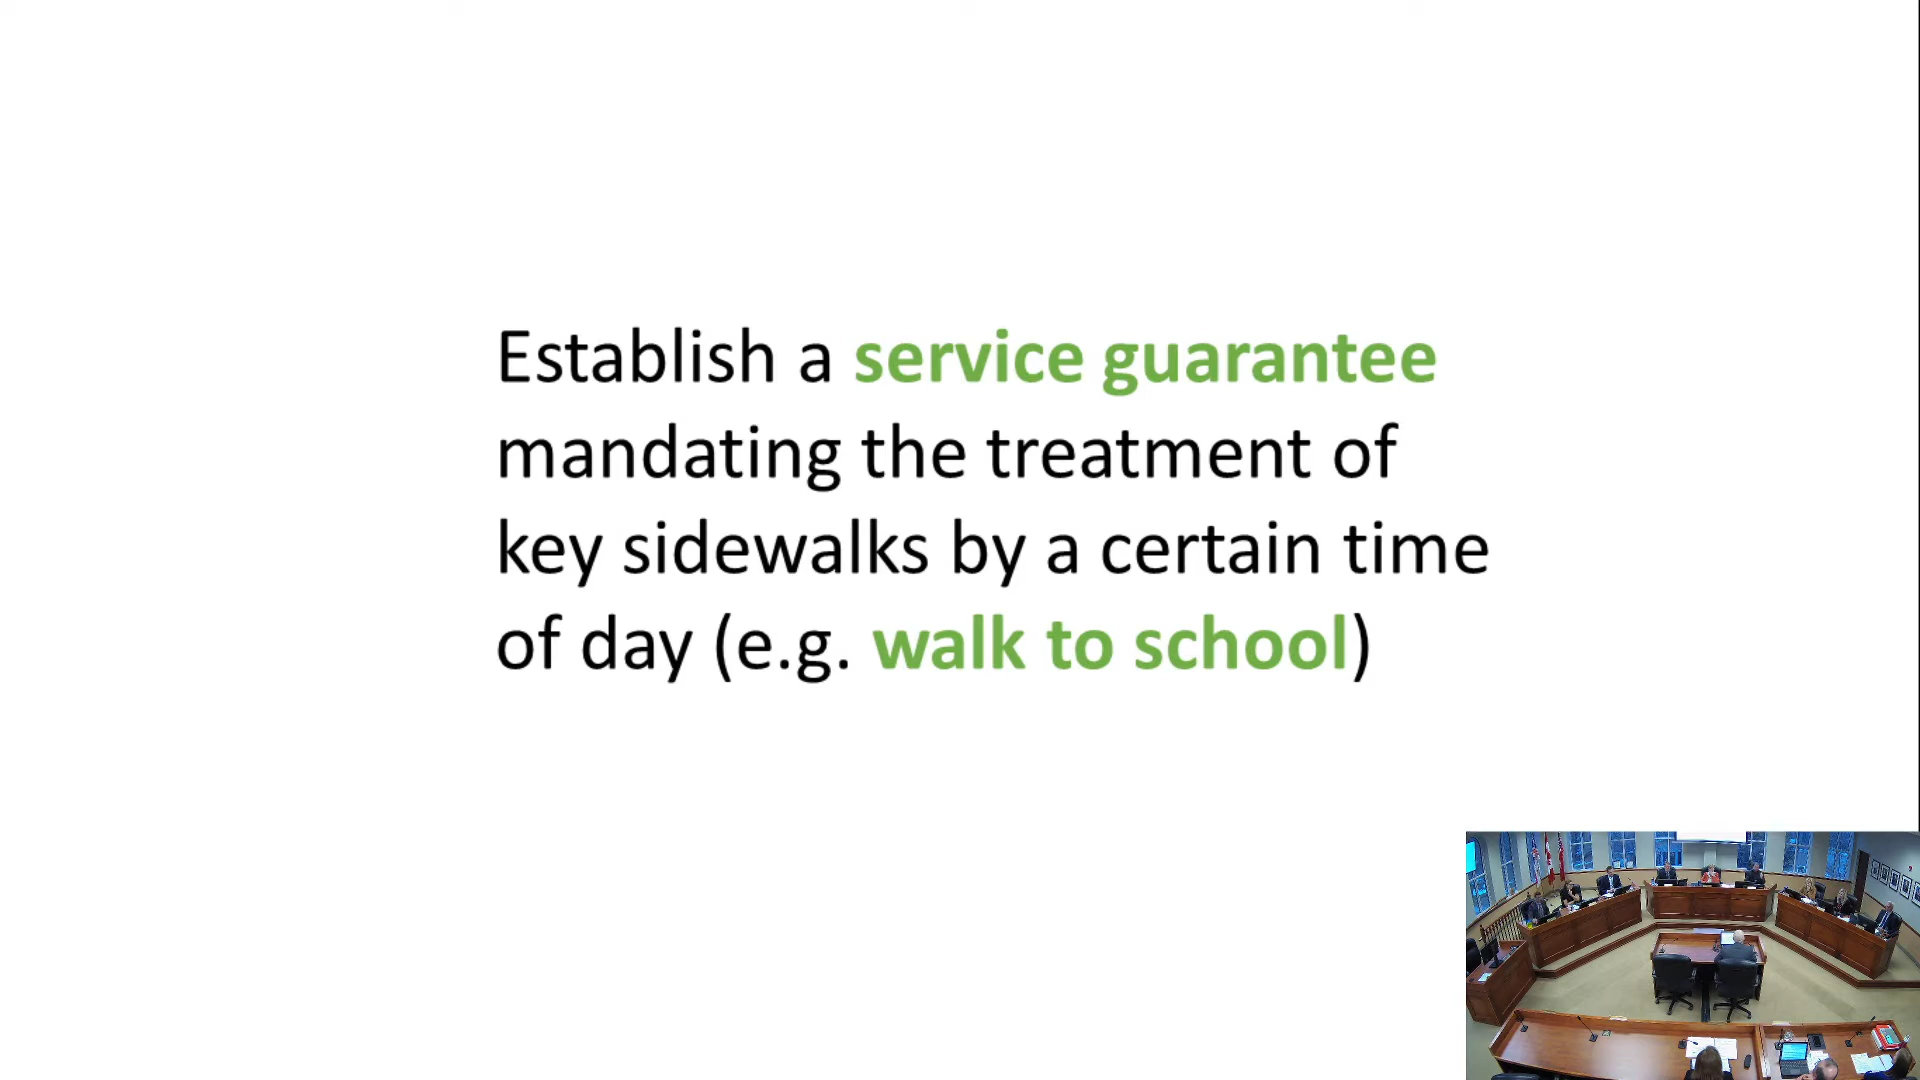 Establish a service guarantee
mandating the treatment of
key sidewalks by a certain time
of day (e.g. walk to school)